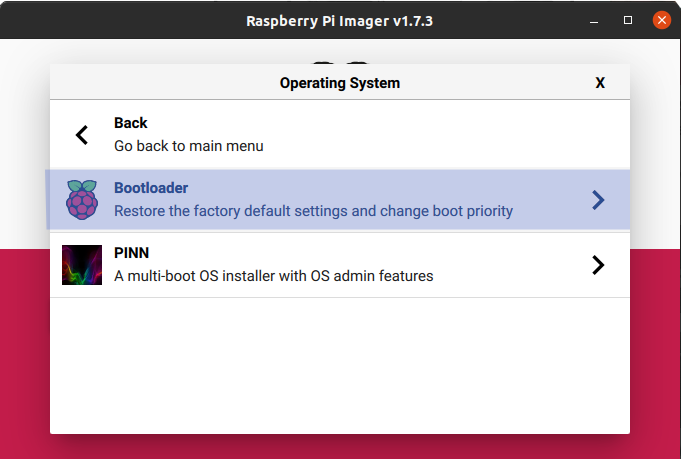 Raspberry Pi Imager v1.7.3
Operating System X
Back
Go back to main menu
Bootloader
Restore the factory default settings and change boot priority
PINN
A multi-boot OS installer with OS admin features